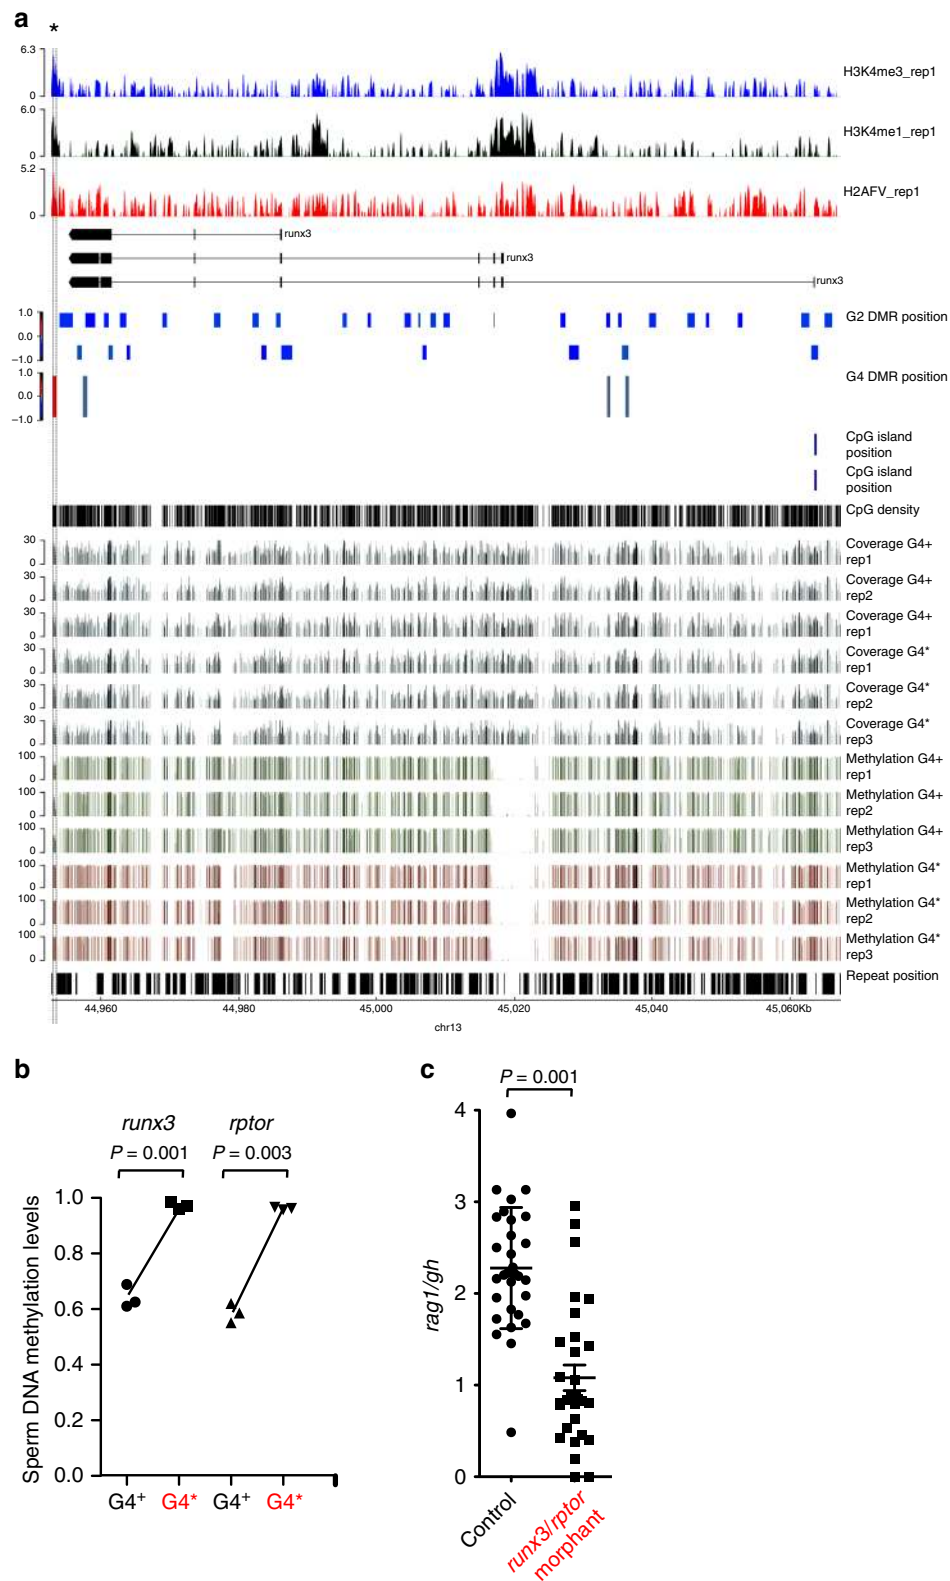 a
*
6.3
0
H3K4me3_rep1
6.0
0
H3K4me1_rep1
5.2
0
H2AFV_rep1
runx3
runx3
runx3
1.0
0.0
−1.0
G2 DMR position
1.0
0.0
−1.0
G4 DMR position
CpG island
position
CpG island
position
CpG density
30
0
Coverage G4+
rep1
30
0
Coverage G4+
rep2
30
0
Coverage G4+
rep1
30
0
Coverage G4*
rep1
30
0
Coverage G4*
rep2
30
0
Coverage G4*
rep3
100
0
Methylation G4+
rep1
100
0
Methylation G4+
rep2
100
0
Methylation G4+
rep3
100
0
Methylation G4*
rep1
100
0
Methylation G4*
rep2
100
0
Methylation G4*
rep3
Repeat position
44,960 44,980 45,000 45,020 45,040 45,060Kb
chr13
b
runx3 rptor
P = 0.001 P = 0.003
Sperm DNA methylation levels
1.0
0.8
0.6
0.4
0.2
0.0
G4+ G4* G4+ G4*
c
P = 0.001
rag1/gh
4
3
2
1
0
Control
runx3/rptor
morphant